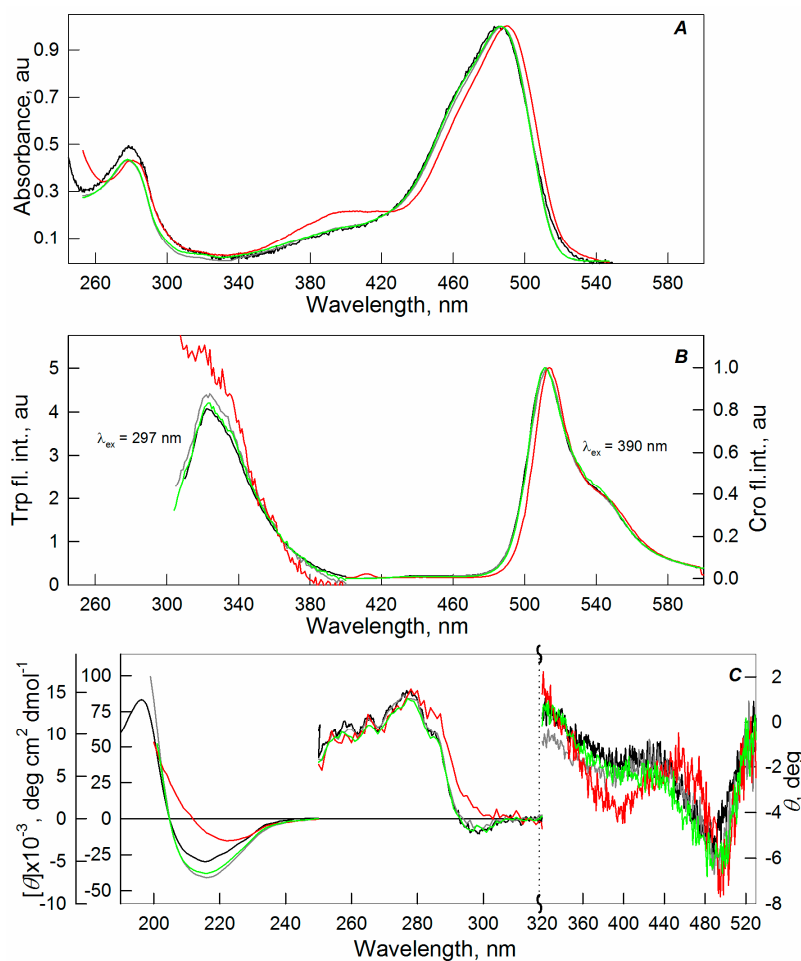 A
Absorbance, au
0.9
0.7
0.5
0.3
0.1
260 300 340 380 420 460 500 540 580
Wavelength, nm
B
Trp fl. int., au
5
4
3
2
1
0
λex = 297 nm
λex = 390 nm
1.0
0.8
0.6
0.4
0.2
0.0
Cro fl.int., au
260 300 340 380 420 460 500 540 580
Wavelength, nm
C
[θ]x10⁻³, deg cm² dmol⁻¹
15
10
5
0
-5
-10
100
75
50
25
0
-25
-50
2
0
-2
-4
-6
-8
θ, deg
200 220 240 260 280 300 320 320 360 400 440 480 520
Wavelength, nm